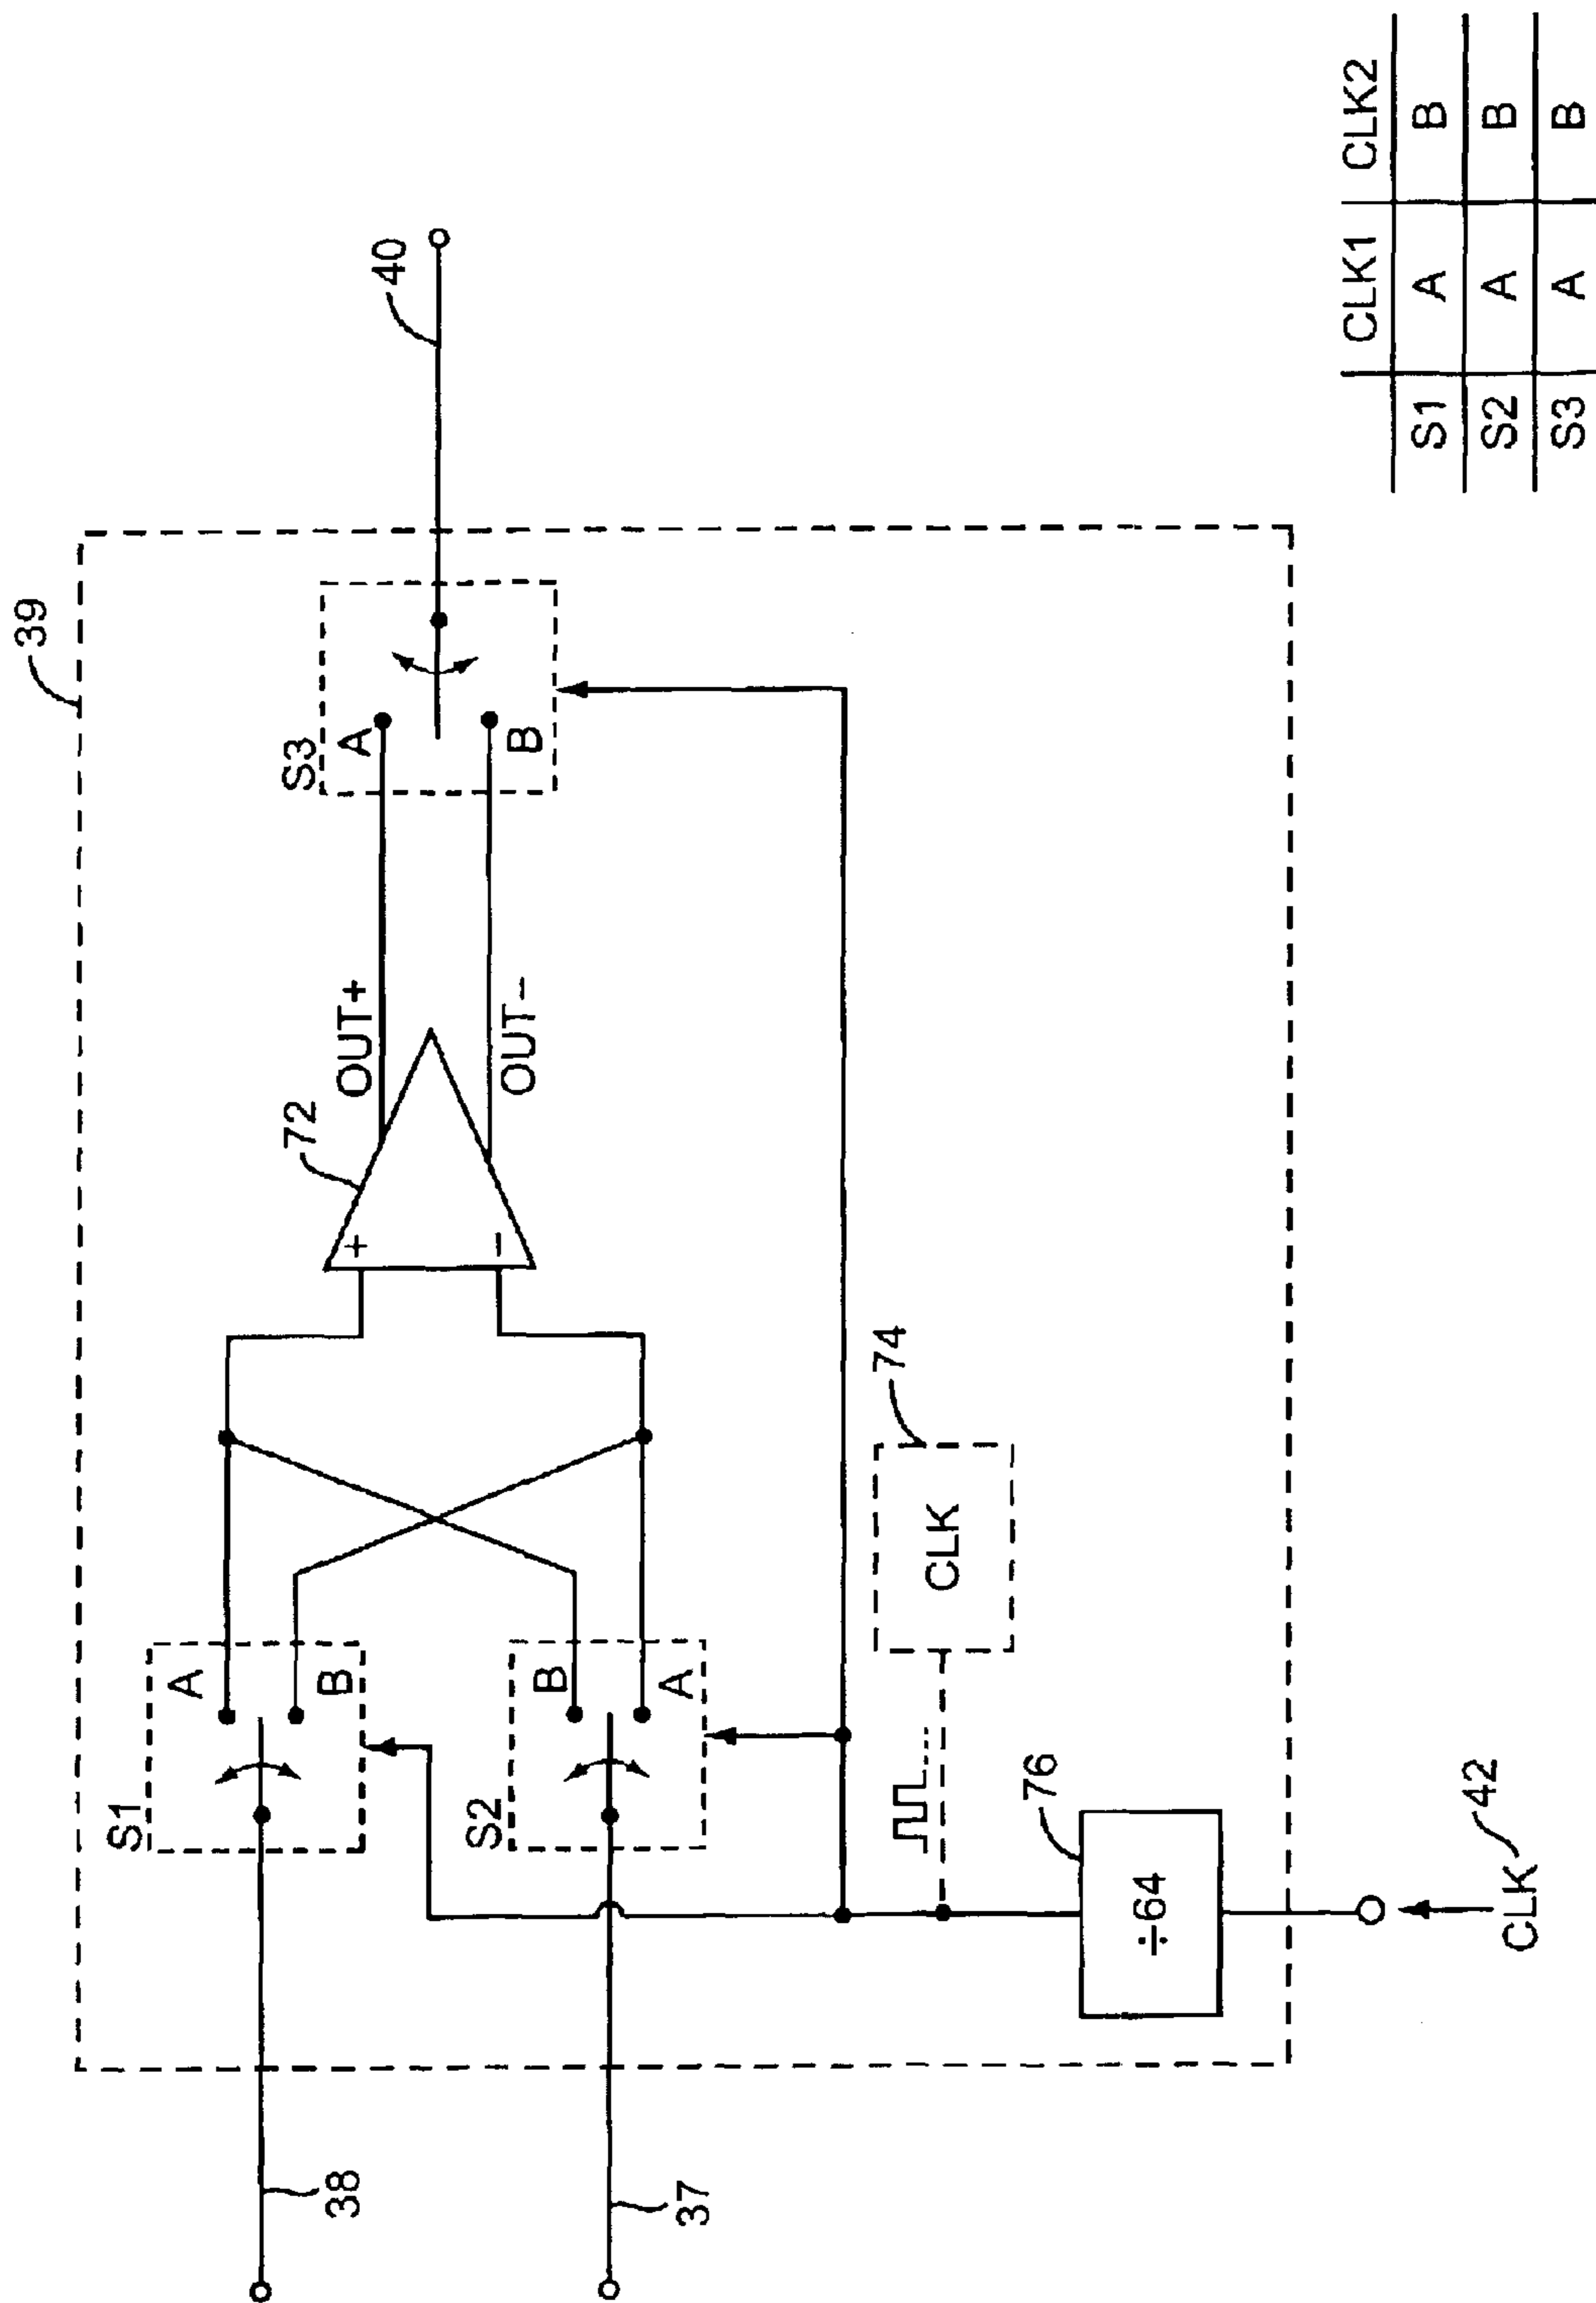 39
S1
A
B
38
S2
B
A
37
72
+
−
OUT+
OUT−
S3
A
B
40
74
CLK
76
÷64
CLK
42
CLK1 CLK2
S1 A B
S2 A B
S3 A B